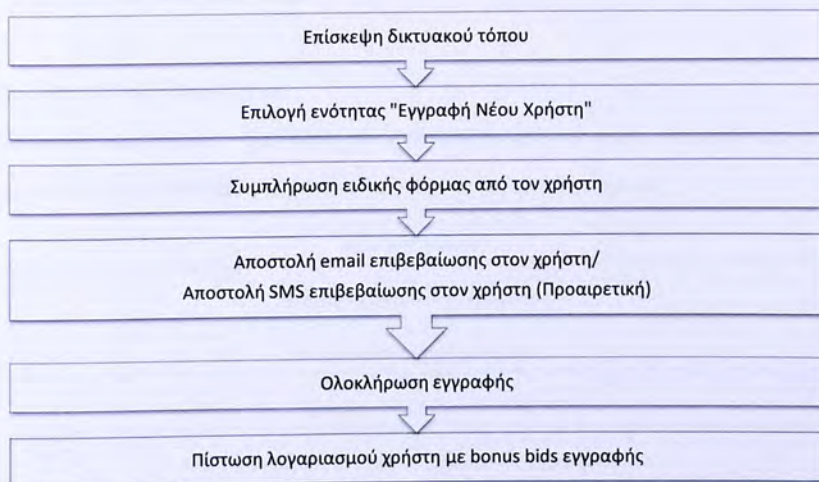 Επίσκεψη δικτυακού τόπου
Επιλογή ενότητας "Εγγραφή Νέου Χρήστη"
Συμπλήρωση ειδικής φόρμας από τον χρήστη
Αποστολή email επιβεβαίωσης στον χρήστη/
Αποστολή SMS επιβεβαίωσης στον χρήστη (Προαιρετική)
Ολοκλήρωση εγγραφής
Πίστωση λογαριασμού χρήστη με bonus bids εγγραφής